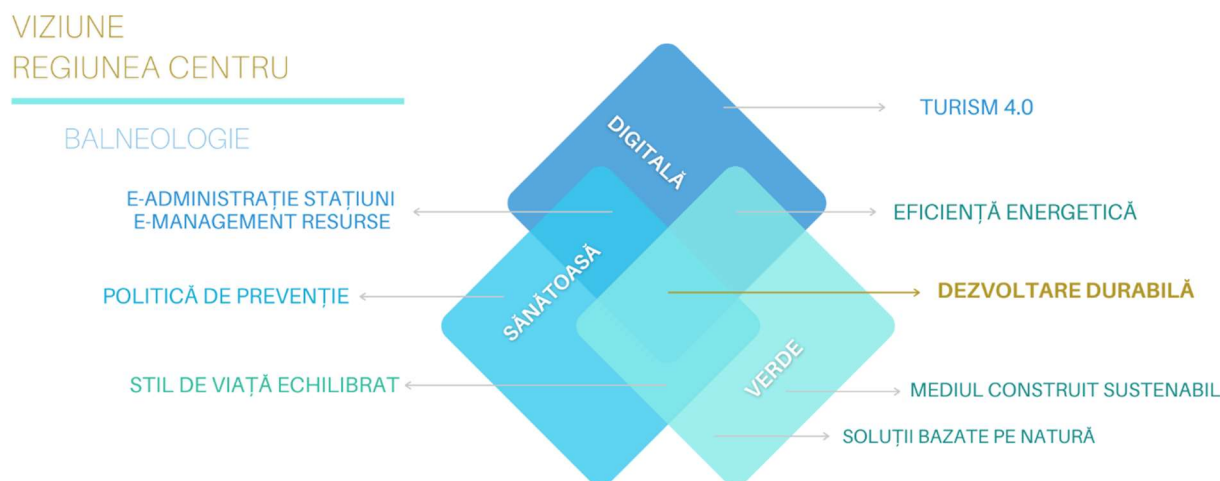 VIZIUNE
REGIUNEA CENTRU
BALNEOLOGIE
DIGITALĂ
TURISM 4.0
E-ADMINISTRAȚIE STAȚIUNI
E-MANAGEMENT RESURSE
EFICIENȚĂ ENERGETICĂ
SĂNĂTOASĂ
POLITICĂ DE PREVENȚIE
DEZVOLTARE DURABILĂ
VERDE
STIL DE VIAȚĂ ECHILIBRAT
MEDIUL CONSTRUIT SUSTENABIL
SOLUȚII BAZATE PE NATURĂ